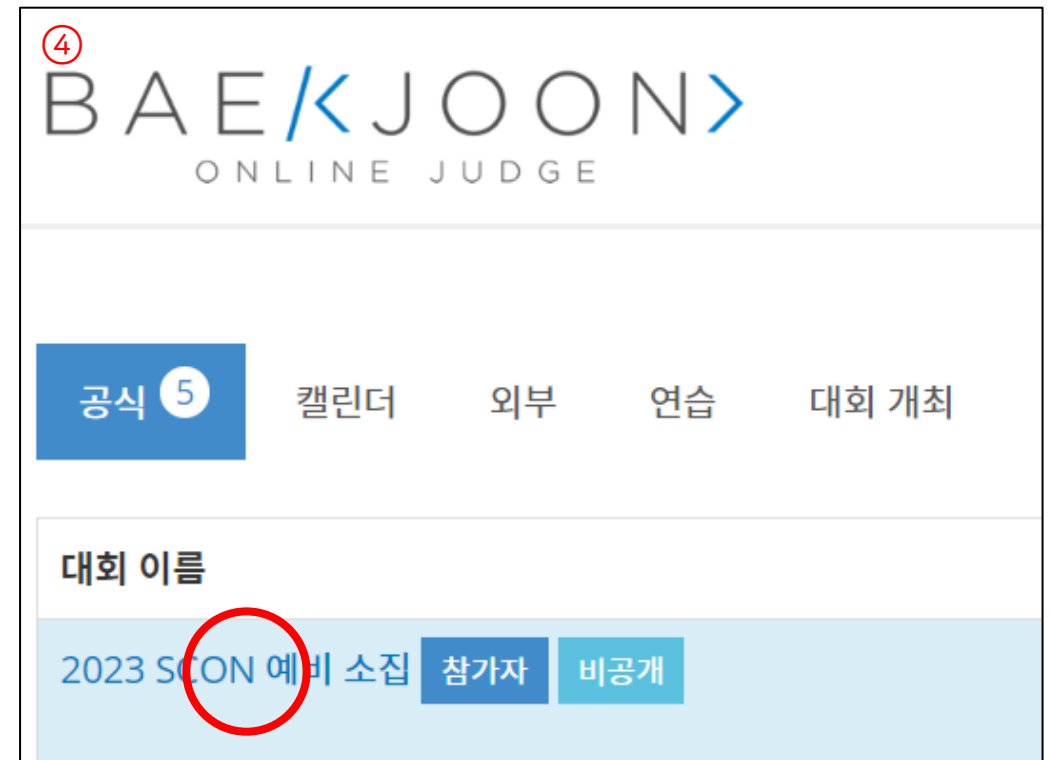 ④
BAEKJOON>
ONLINE JUDGE
공식 5 캘린더 외부 연습 대회 개최
대회 이름
2023 SCON 예비 소집 참가자 비공개